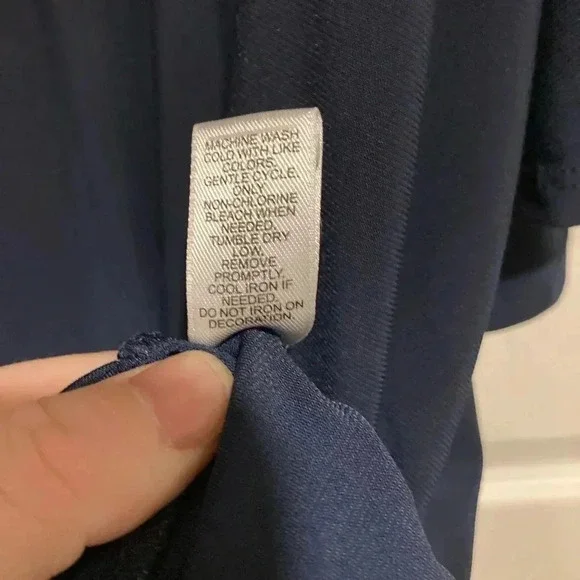 MACHINE WASH
COLD WITH LIKE
COLORS.
GENTLE CYCLE,
ONLY
NON-CHLORINE
BLEACH WHEN
NEEDED.
TUMBLE DRY
LOW.
REMOVE
PROMPTLY.
COOL IRON IF
NEEDED.
DO NOT IRON ON
DECORATION.